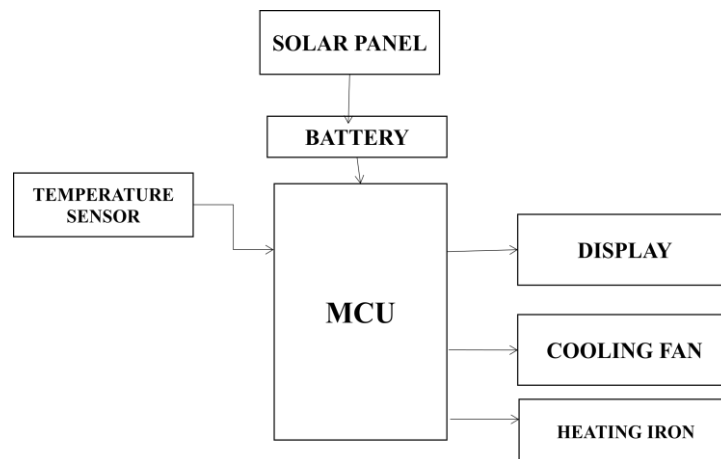 SOLAR PANEL
BATTERY
TEMPERATURE
SENSOR
MCU
DISPLAY
COOLING FAN
HEATING IRON